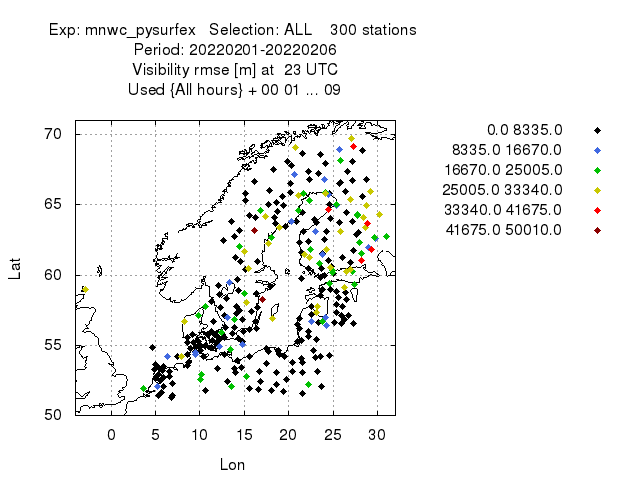 Exp: mnwc_pysurfex   Selection: ALL    300 stations
Period: 20220201-20220206
Visibility rmse [m] at  23 UTC
Used {All hours} + 00 01 ... 09
0.0 8335.0
8335.0 16670.0
16670.0 25005.0
25005.0 33340.0
33340.0 41675.0
41675.0 50010.0
Lat
70
65
60
55
50
0 5 10 15 20 25 30
Lon